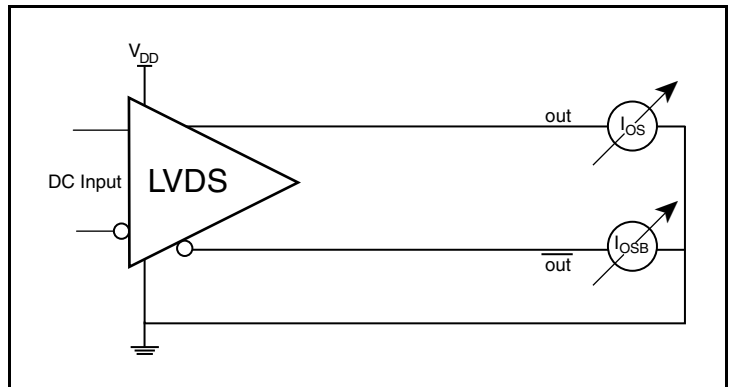 VDD
out
IOS
DC Input
LVDS
IOSB
out